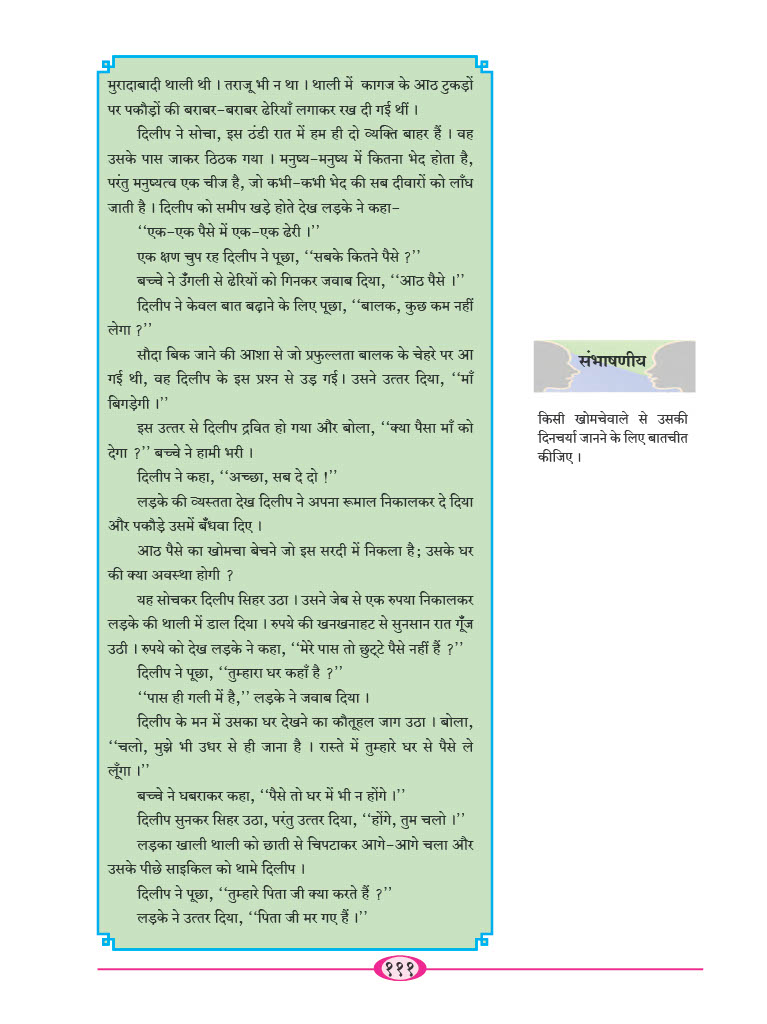 मुरादाबादी थाली थी । तराजू भी न था । थाली में कागज के आठ टुकड़ों
पर पकौड़ों की बराबर-बराबर ढेरियाँ लगाकर रख दी गई थीं ।
दिलीप ने सोचा, इस ठंडी रात में हम ही दो व्यक्ति बाहर हैं । वह
उसके पास जाकर ठिठक गया । मनुष्य-मनुष्य में कितना भेद होता है,
परंतु मनुष्यत्व एक चीज है, जो कभी-कभी भेद की सब दीवारों को लाँघ
जाती है । दिलीप को समीप खड़े होते देख लड़के ने कहा-
‘‘एक-एक पैसे में एक-एक ढेरी ।’’
एक क्षण चुप रह दिलीप ने पूछा, ‘‘सबके कितने पैसे ?’’
बच्चे ने उँगली से ढेरियों को गिनकर जवाब दिया, ‘‘आठ पैसे ।’’
दिलीप ने केवल बात बढ़ाने के लिए पूछा, ‘‘बालक, कुछ कम नहीं
लेगा ?’’
सौदा बिक जाने की आशा से जो प्रफुल्लता बालक के चेहरे पर आ
गई थी, वह दिलीप के इस प्रश्न से उड़ गई। उसने उत्तर दिया, ‘‘माँ
बिगड़ेगी ।’’
इस उत्तर से दिलीप द्रवित हो गया और बोला, ‘‘क्या पैसा माँ को
देगा ?’’ बच्चे ने हामी भरी ।
दिलीप ने कहा, ‘‘अच्छा, सब दे दो !’’
लड़के की व्यस्तता देख दिलीप ने अपना रूमाल निकालकर दे दिया
और पकौड़े उसमें बँधवा दिए ।
आठ पैसे का खोमचा बेचने जो इस सरदी में निकला है; उसके घर
की क्या अवस्था होगी ?
यह सोचकर दिलीप सिहर उठा । उसने जेब से एक रुपया निकालकर
लड़के की थाली में डाल दिया । रुपये की खनखनाहट से सुनसान रात गूँज
उठी । रुपये को देख लड़के ने कहा, ‘‘मेरे पास तो छुट्टे पैसे नहीं हैं ?’’
दिलीप ने पूछा, ‘‘तुम्हारा घर कहाँ है ?’’
‘‘पास ही गली में है,’’ लड़के ने जवाब दिया ।
दिलीप के मन में उसका घर देखने का कौतूहल जाग उठा । बोला,
‘‘चलो, मुझे भी उधर से ही जाना है । रास्ते में तुम्हारे घर से पैसे ले
लूँगा ।’’
बच्चे ने घबराकर कहा, ‘‘पैसे तो घर में भी न होंगे ।’’
दिलीप सुनकर सिहर उठा, परंतु उत्तर दिया, ‘‘होंगे, तुम चलो ।’’
लड़का खाली थाली को छाती से चिपटाकर आगे-आगे चला और
उसके पीछे साइकिल को थामे दिलीप ।
दिलीप ने पूछा, ‘‘तुम्हारे पिता जी क्या करते हैं ?’’
लड़के ने उत्तर दिया, ‘‘पिता जी मर गए हैं ।’’
संभाषणीय
किसी खोमचेवाले से उसकी
दिनचर्या जानने के लिए बातचीत
कीजिए ।
१११